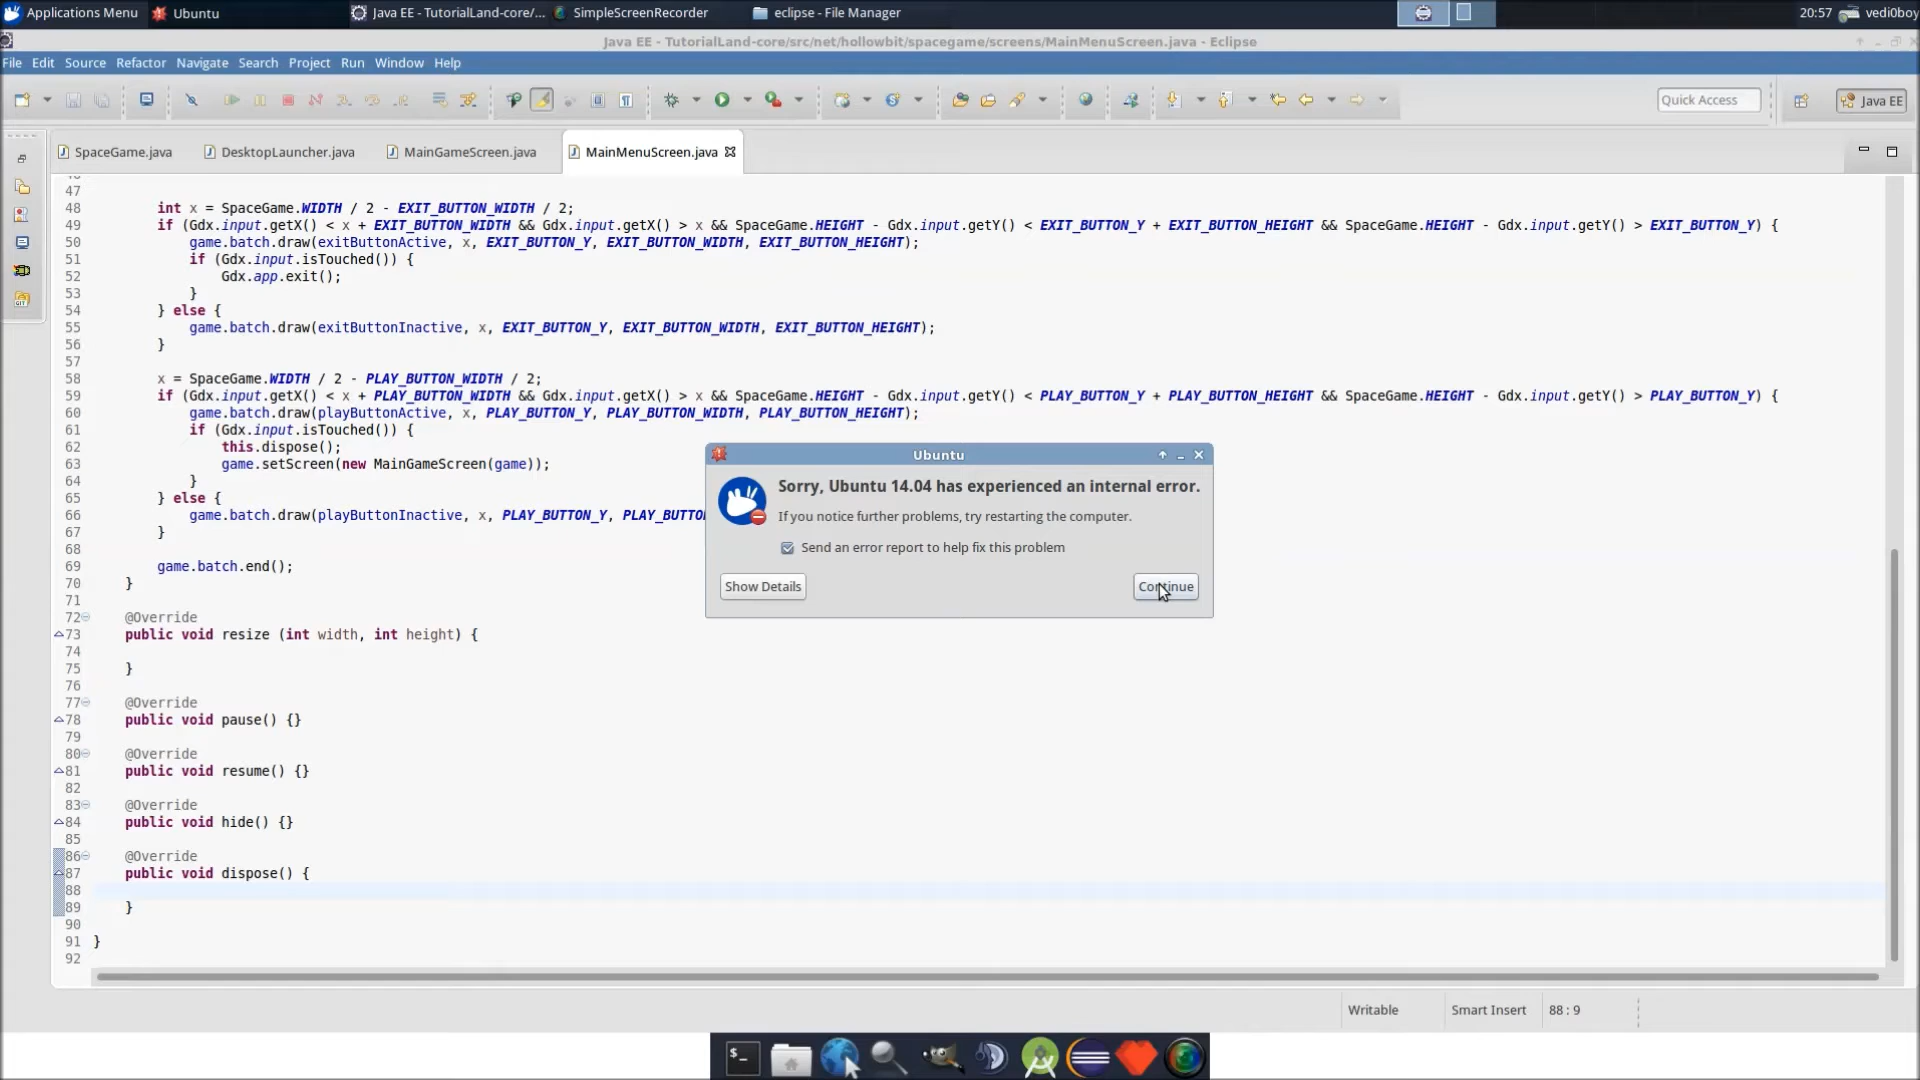 Applications Menu Ubuntu Java EE - TutorialLand-core/... SimpleScreenRecorder eclipse - File Manager 20:57 vedi0boy
Java EE - TutorialLand-core/src/net/hollowbit/spacegame/screens/MainMenuScreen.java - Eclipse
File Edit Source Refactor Navigate Search Project Run Window Help
Quick Access Java EE
SpaceGame.java DesktopLauncher.java MainGameScreen.java MainMenuScreen.java
47
48 int x = SpaceGame.WIDTH / 2 - EXIT_BUTTON_WIDTH / 2;
49 if (Gdx.input.getX() < x + EXIT_BUTTON_WIDTH && Gdx.input.getX() > x && SpaceGame.HEIGHT - Gdx.input.getY() < EXIT_BUTTON_Y + EXIT_BUTTON_HEIGHT && SpaceGame.HEIGHT - Gdx.input.getY() > EXIT_BUTTON_Y) {
50 game.batch.draw(exitButtonActive, x, EXIT_BUTTON_Y, EXIT_BUTTON_WIDTH, EXIT_BUTTON_HEIGHT);
51 if (Gdx.input.isTouched()) {
52 Gdx.app.exit();
53 }
54 } else {
55 game.batch.draw(exitButtonInactive, x, EXIT_BUTTON_Y, EXIT_BUTTON_WIDTH, EXIT_BUTTON_HEIGHT);
56 }
57
58 x = SpaceGame.WIDTH / 2 - PLAY_BUTTON_WIDTH / 2;
59 if (Gdx.input.getX() < x + PLAY_BUTTON_WIDTH && Gdx.input.getX() > x && SpaceGame.HEIGHT - Gdx.input.getY() < PLAY_BUTTON_Y + PLAY_BUTTON_HEIGHT && SpaceGame.HEIGHT - Gdx.input.getY() > PLAY_BUTTON_Y) {
60 game.batch.draw(playButtonActive, x, PLAY_BUTTON_Y, PLAY_BUTTON_WIDTH, PLAY_BUTTON_HEIGHT);
61 if (Gdx.input.isTouched()) {
62 this.dispose();
63 game.setScreen(new MainGameScreen(game));
64 }
65 } else {
66 game.batch.draw(playButtonInactive, x, PLAY_BUTTON_Y, PLAY_BUTTO
67 }
68
69 game.batch.end();
70 }
71
72 @Override
73 public void resize (int width, int height) {
74
75 }
76
77 @Override
78 public void pause() {}
79
80 @Override
81 public void resume() {}
82
83 @Override
84 public void hide() {}
85
86 @Override
87 public void dispose() {
88
89 }
90
91 }
92
Ubuntu
Sorry, Ubuntu 14.04 has experienced an internal error.
If you notice further problems, try restarting the computer.
Send an error report to help fix this problem
Show Details Continue
Writable Smart Insert 88 : 9